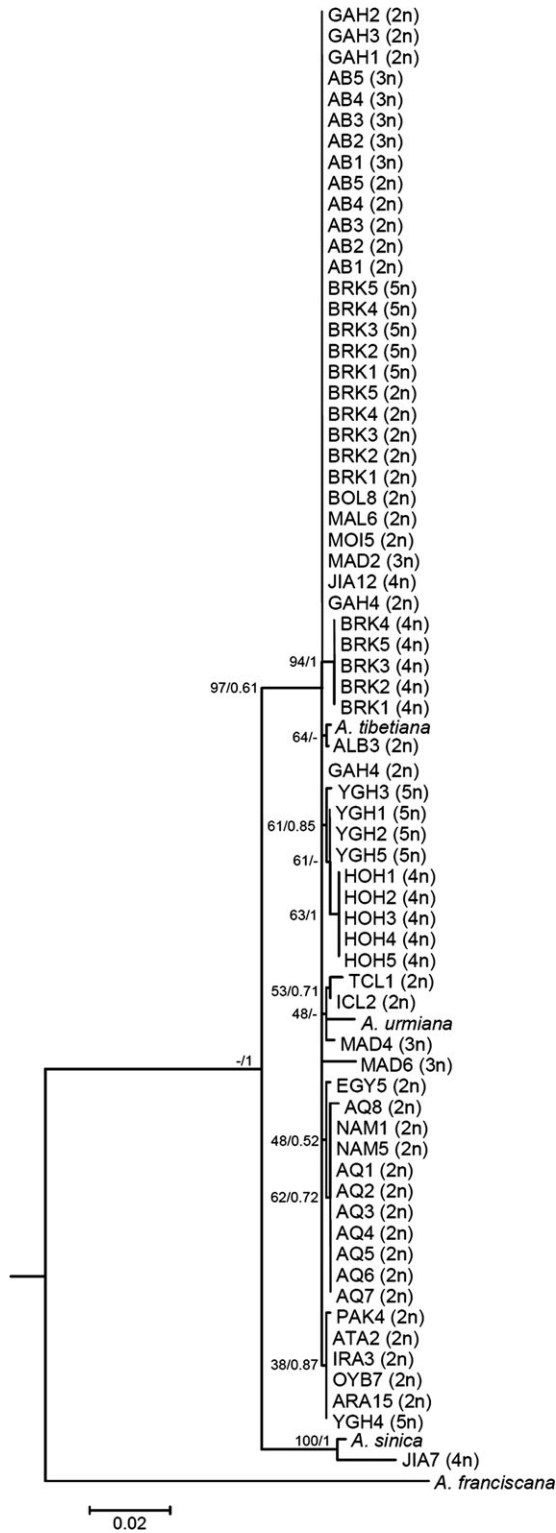 GAH2 (2n)
GAH3 (2n)
GAH1 (2n)
AB5 (3n)
AB4 (3n)
AB3 (3n)
AB2 (3n)
AB1 (3n)
AB5 (2n)
AB4 (2n)
AB3 (2n)
AB2 (2n)
AB1 (2n)
BRK5 (5n)
BRK4 (5n)
BRK3 (5n)
BRK2 (5n)
BRK1 (5n)
BRK5 (2n)
BRK4 (2n)
BRK3 (2n)
BRK2 (2n)
BRK1 (2n)
BOL8 (2n)
MAL6 (2n)
MOI5 (2n)
MAD2 (3n)
JIA12 (4n)
GAH4 (2n)
BRK4 (4n)
BRK5 (4n)
94/1 BRK3 (4n)
97/0.61 BRK2 (4n)
BRK1 (4n)
A. tibetiana
64/- ALB3 (2n)
GAH4 (2n)
YGH3 (5n)
YGH1 (5n)
61/0.85 YGH2 (5n)
61/- YGH5 (5n)
HOH1 (4n)
HOH2 (4n)
63/1 HOH3 (4n)
HOH4 (4n)
HOH5 (4n)
TCL1 (2n)
53/0.71 ICL2 (2n)
48/- A. urmiana
MAD4 (3n)
-/1 MAD6 (3n)
EGY5 (2n)
AQ8 (2n)
NAM1 (2n)
48/0.52 NAM5 (2n)
AQ1 (2n)
62/0.72 AQ2 (2n)
AQ3 (2n)
AQ4 (2n)
AQ5 (2n)
AQ6 (2n)
AQ7 (2n)
PAK4 (2n)
ATA2 (2n)
38/0.87 IRA3 (2n)
OYB7 (2n)
ARA15 (2n)
YGH4 (5n)
100/1 A. sinica
JIA7 (4n)
A. franciscana
0.02